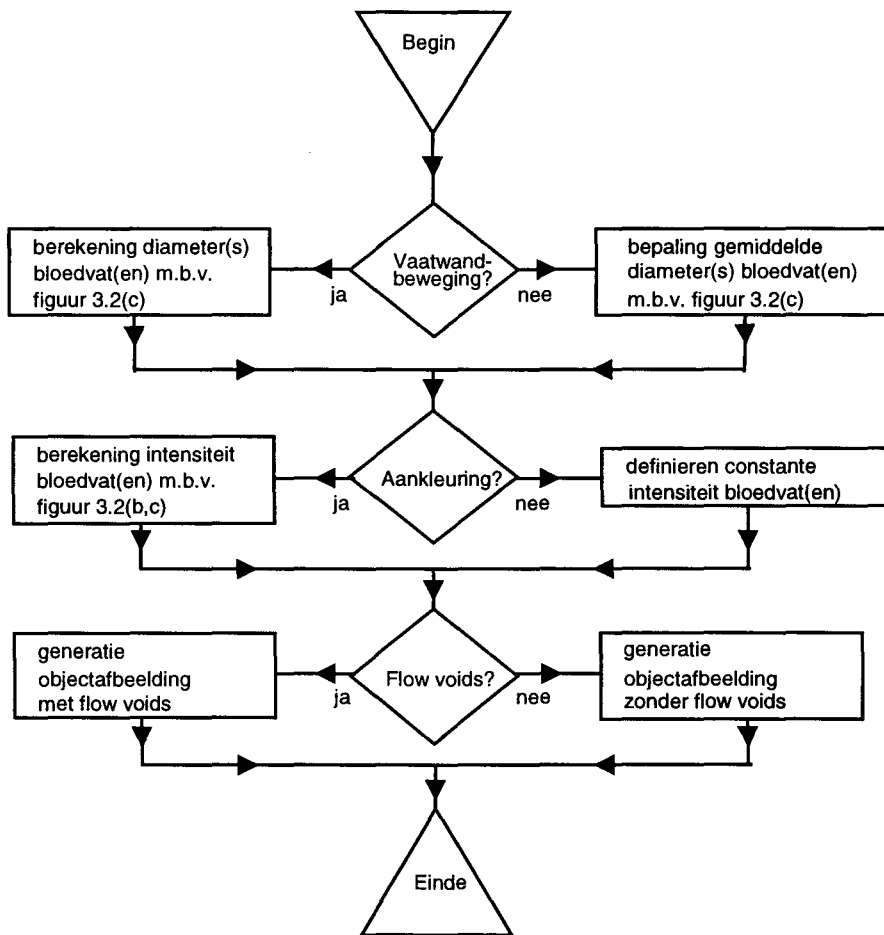 Begin
Vaatwand-
beweging?
ja
nee
berekening diameter(s)
bloedvat(en) m.b.v.
figuur 3.2(c)
bepaling gemiddelde
diameter(s) bloedvat(en)
m.b.v. figuur 3.2(c)
Aankleuring?
ja
nee
berekening intensiteit
bloedvat(en) m.b.v.
figuur 3.2(b,c)
definieren constante
intensiteit bloedvat(en)
Flow voids?
ja
nee
generatie
objectafbeelding
met flow voids
generatie
objectafbeelding
zonder flow voids
Einde